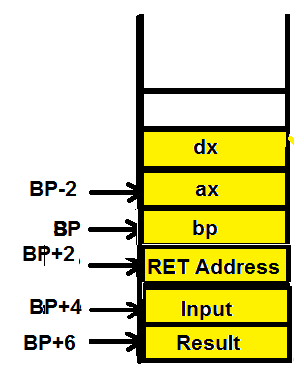 dx
BP-2 ax
BP bp
BP+2 RET Address
BP+4 Input
BP+6 Result